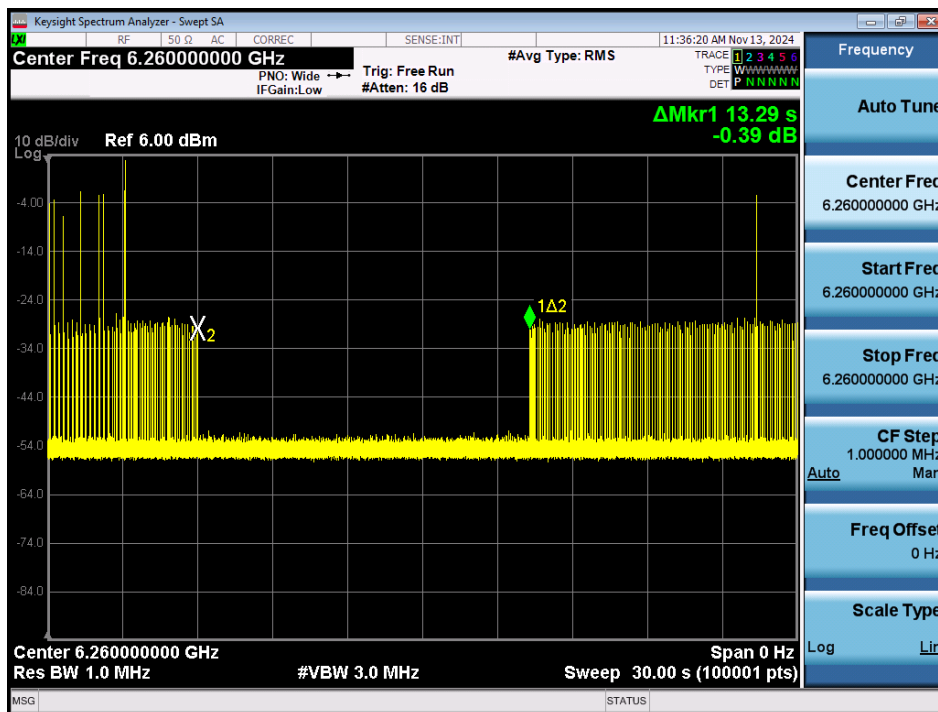 Keysight Spectrum Analyzer - Swept SA
LXI RF 50 Ω AC CORREC SENSE:INT 11:36:20 AM Nov 13, 2024
Center Freq 6.260000000 GHz
PNO: Wide
IFGain:Low
Trig: Free Run
#Atten: 16 dB
#Avg Type: RMS
TRACE 1 2 3 4 5 6
TYPE WWWWWW
DET P N N N N N
ΔMkr1 13.29 s
-0.39 dB
10 dB/div Ref 6.00 dBm
Log
-4.00
-14.0
-24.0
-34.0
-44.0
-54.0
-64.0
-74.0
-84.0
X2
1Δ2
Center 6.260000000 GHz Span 0 Hz
Res BW 1.0 MHz #VBW 3.0 MHz Sweep 30.00 s (100001 pts)
MSG STATUS
Frequency
Auto Tune
Center Freq
6.260000000 GHz
Start Freq
6.260000000 GHz
Stop Freq
6.260000000 GHz
CF Step
1.000000 MHz
Auto Man
Freq Offset
0 Hz
Scale Type
Log Lin